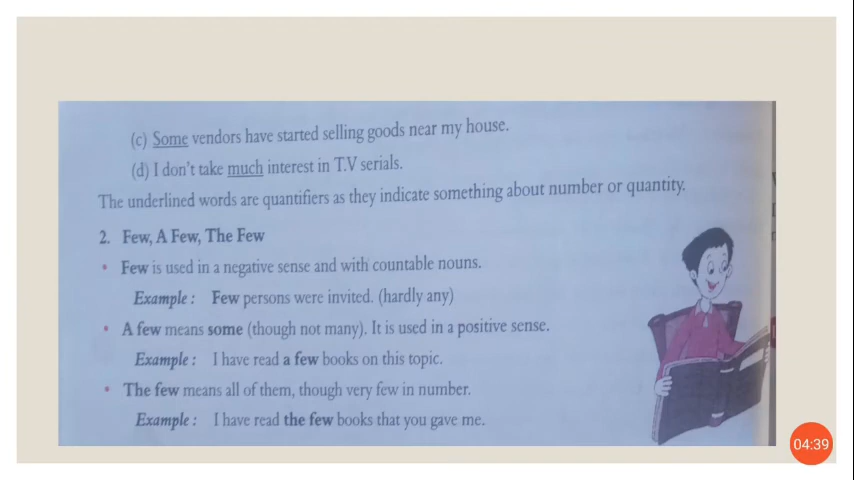 (c) Some vendors have started selling goods near my house.
(d) I don't take much interest in T.V serials.
The underlined words are quantifiers as they indicate something about number or quantity.
2. Few, A Few, The Few
• Few is used in a negative sense and with countable nouns.
Example : Few persons were invited. (hardly any)
• A few means some (though not many). It is used in a positive sense.
Example : I have read a few books on this topic.
• The few means all of them, though very few in number.
Example : I have read the few books that you gave me.
04:39